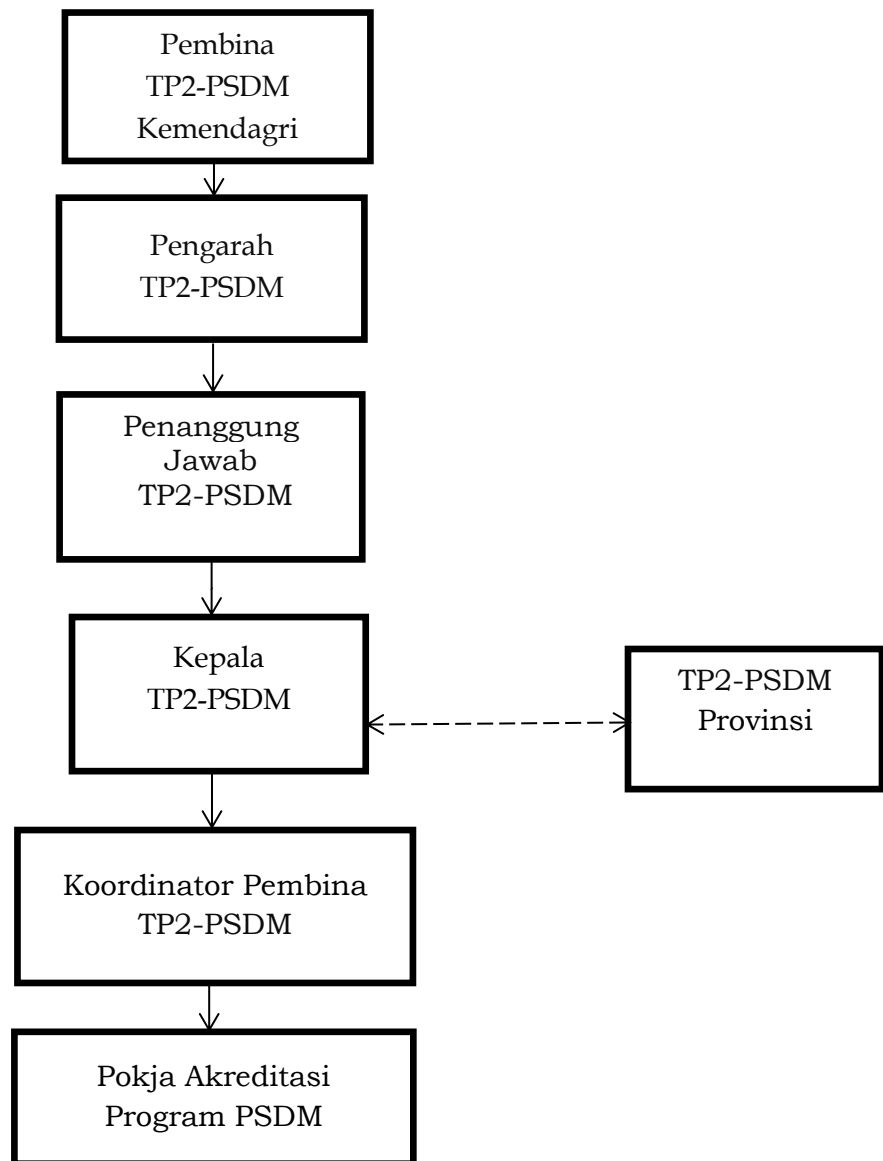 Pembina
TP2-PSDM
Kemendagri
Pengarah
TP2-PSDM
Penanggung
Jawab
TP2-PSDM
Kepala
TP2-PSDM
TP2-PSDM
Provinsi
Koordinator Pembina
TP2-PSDM
Pokja Akreditasi
Program PSDM